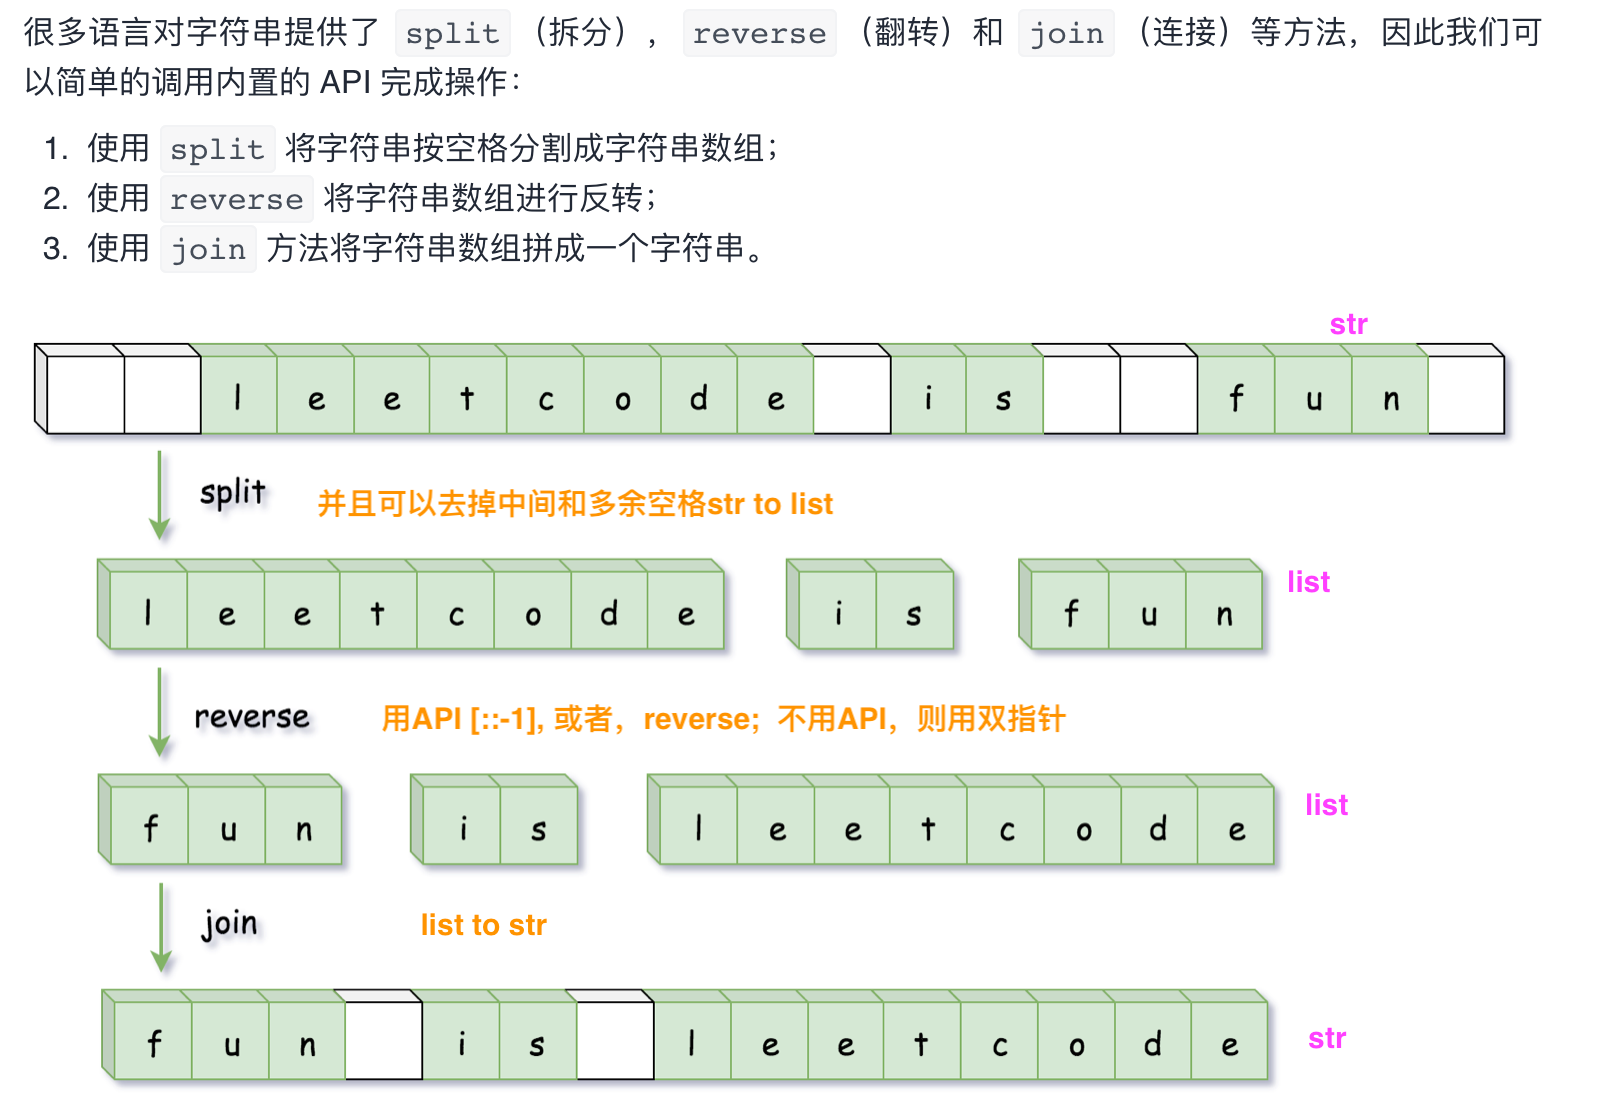 很多语言对字符串提供了 split （拆分），reverse （翻转）和 join （连接）等方法，因此我们可
以简单的调用内置的 API 完成操作：
1. 使用 split 将字符串按空格分割成字符串数组；
2. 使用 reverse 将字符串数组进行反转；
3. 使用 join 方法将字符串数组拼成一个字符串。
str
l e e t c o d e i s f u n
split 并且可以去掉中间和多余空格str to list
l e e t c o d e i s f u n list
reverse 用API [::-1], 或者，reverse; 不用API，则用双指针
f u n i s l e e t c o d e list
join list to str
f u n i s l e e t c o d e str